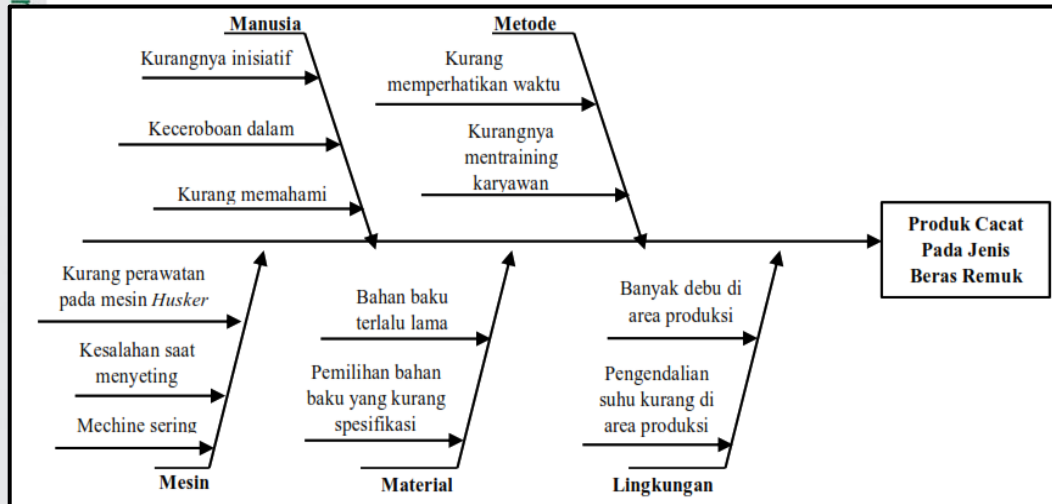 Manusia
Kurangnya inisiatif
Keceroboan dalam
Kurang memahami
Metode
Kurang
memperhatikan waktu
Kurangnya
mentraining
karyawan
Produk Cacat
Pada Jenis
Beras Remuk
Kurang perawatan
pada mesin Husker
Kesalahan saat
menyeting
Mechine sering
Mesin
Bahan baku
terlalu lama
Pemilihan bahan
baku yang kurang
spesifikasi
Material
Banyak debu di
area produksi
Pengendalian
suhu kurang di
area produksi
Lingkungan